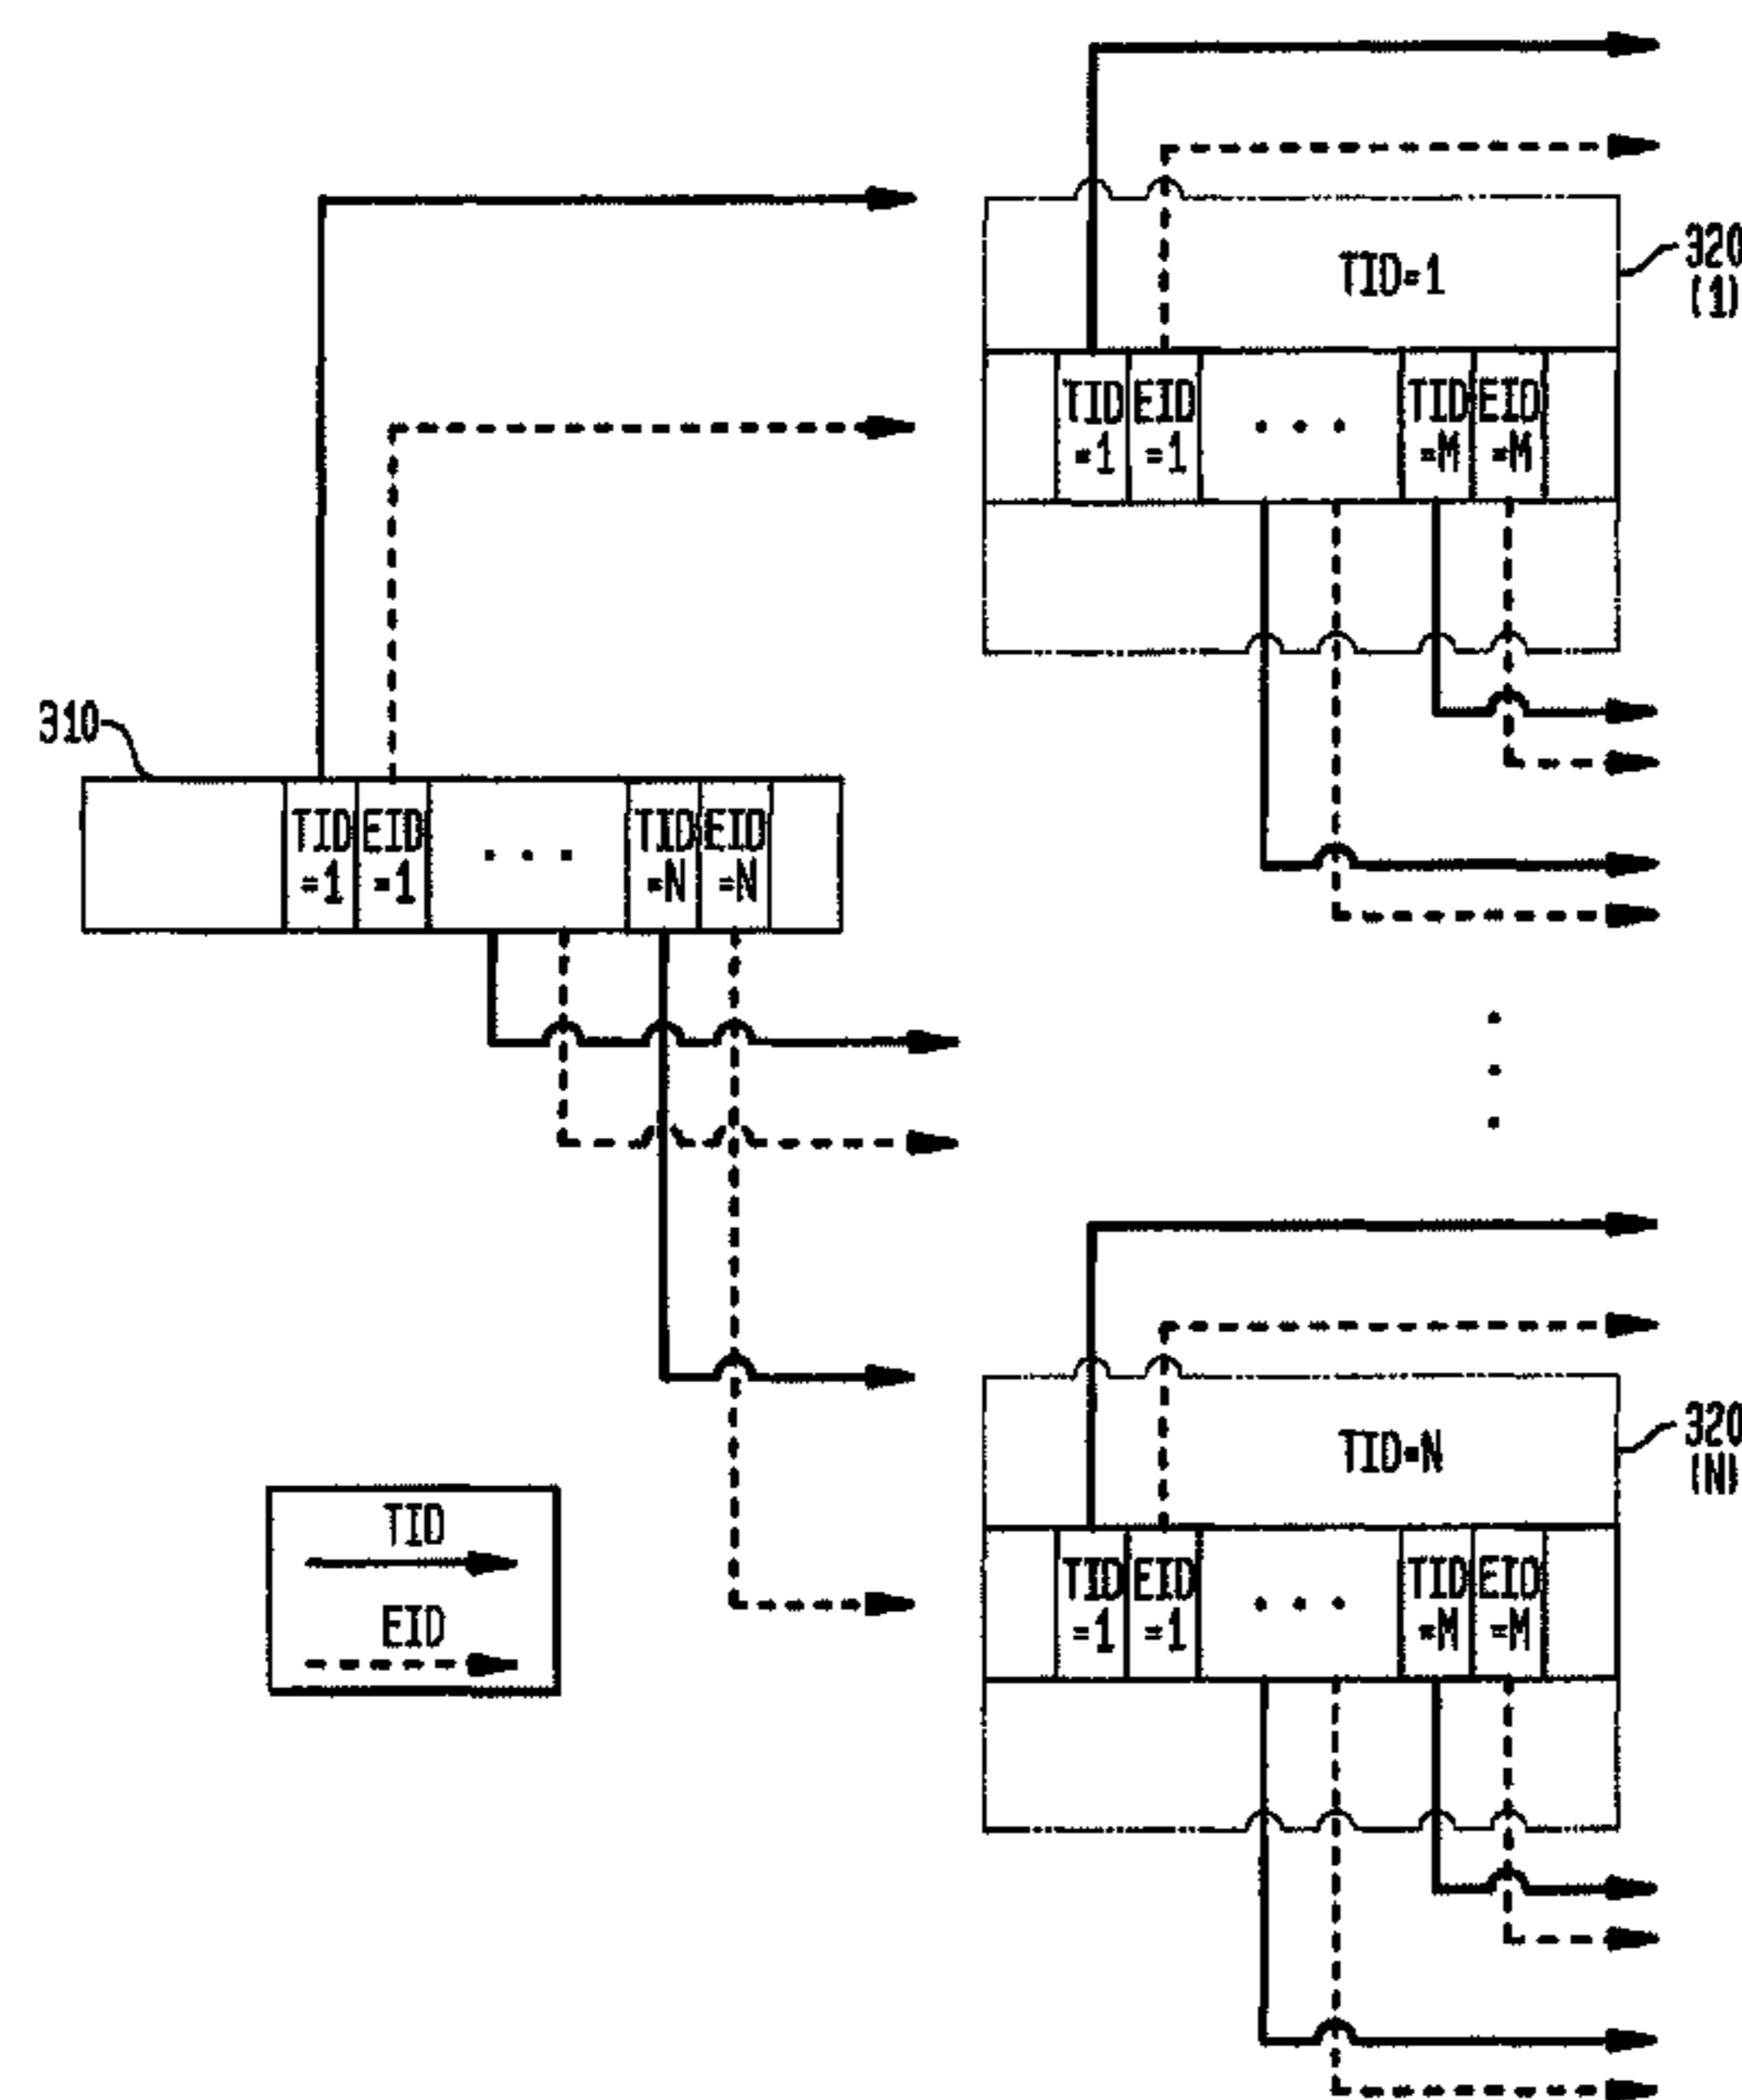 TID=1
320
(1)
TID EID . . . TID EID
=1 =1 =M =M
310
TID EID . . . TID EID
=1 =1 =N =N
TID=N
320
(N)
TID
EID
TID EID . . . TID EID
=1 =1 =M =M